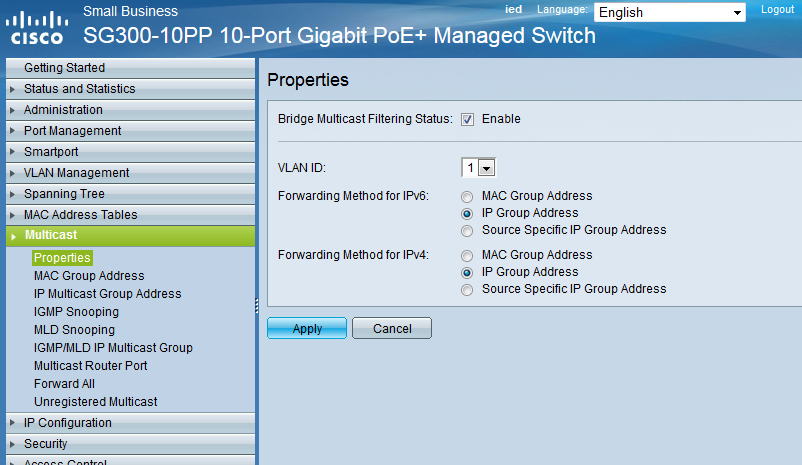 Small Business
ied Language: English Logout
CISCO
SG300-10PP 10-Port Gigabit PoE+ Managed Switch
Getting Started
Status and Statistics
Administration
Port Management
Smartport
VLAN Management
Spanning Tree
MAC Address Tables
Multicast
Properties
MAC Group Address
IP Multicast Group Address
IGMP Snooping
MLD Snooping
IGMP/MLD IP Multicast Group
Multicast Router Port
Forward All
Unregistered Multicast
IP Configuration
Security
Access Control
Properties
Bridge Multicast Filtering Status: Enable
VLAN ID: 1
Forwarding Method for IPv6: MAC Group Address
IP Group Address
Source Specific IP Group Address
Forwarding Method for IPv4: MAC Group Address
IP Group Address
Source Specific IP Group Address
Apply Cancel